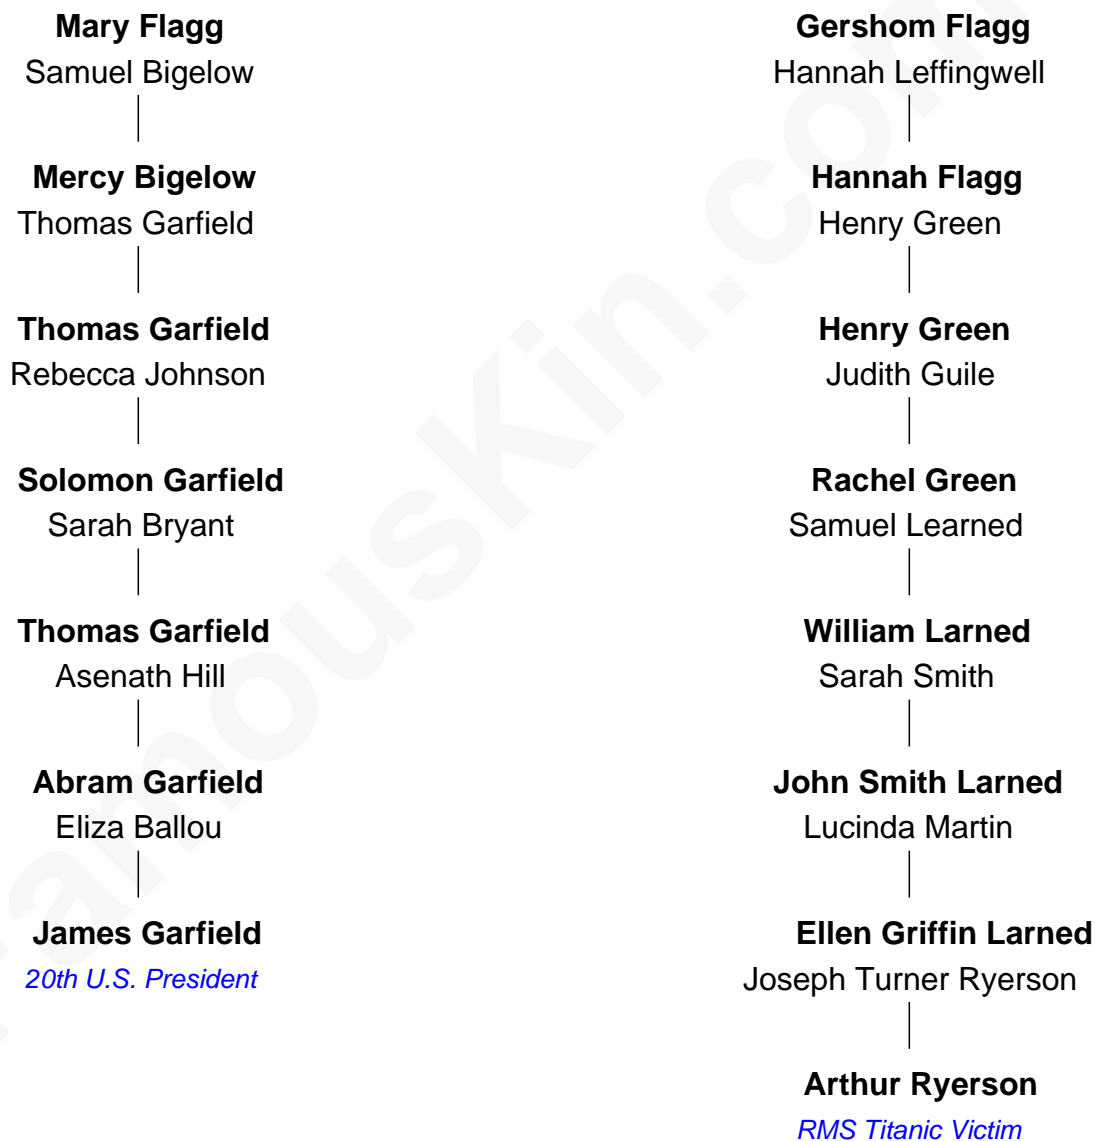 Mary Flagg
Samuel Bigelow
Mercy Bigelow
Thomas Garfield
Thomas Garfield
Rebecca Johnson
Solomon Garfield
Sarah Bryant
Thomas Garfield
Asenath Hill
Abram Garfield
Eliza Ballou
James Garfield
20th U.S. President
Gershom Flagg
Hannah Leffingwell
Hannah Flagg
Henry Green
Henry Green
Judith Guile
Rachel Green
Samuel Learned
William Larned
Sarah Smith
John Smith Larned
Lucinda Martin
Ellen Griffin Larned
Joseph Turner Ryerson
Arthur Ryerson
RMS Titanic Victim
FamousKin.com